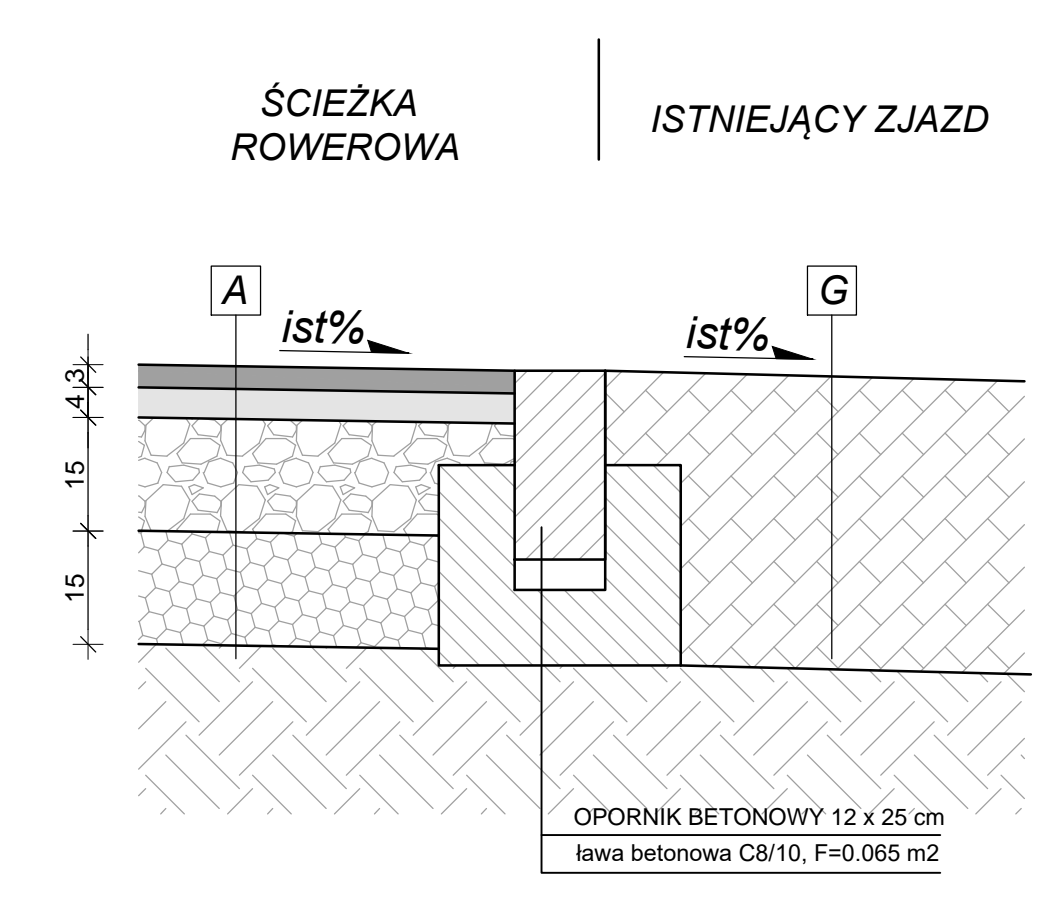 ŚCIEŻKA
ROWEROWA
ISTNIEJĄCY ZJAZD
A
G
ist%
ist%
3
4
15
15
OPORNIK BETONOWY 12 x 25 cm
ława betonowa C8/10, F=0.065 m2